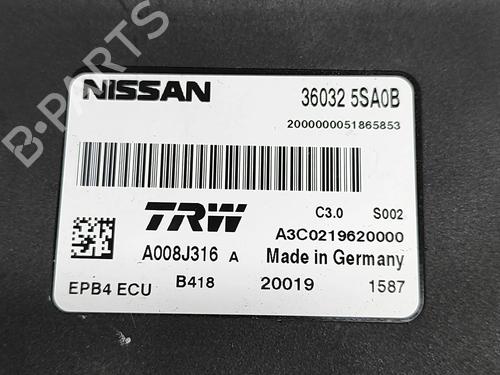 B-PARTS
NISSAN 36032 5SA0B
2000000051865853
TRW C3.0 S002
A3C0219620000
A008J316 A Made in Germany
EPB4 ECU B418 20019 1587